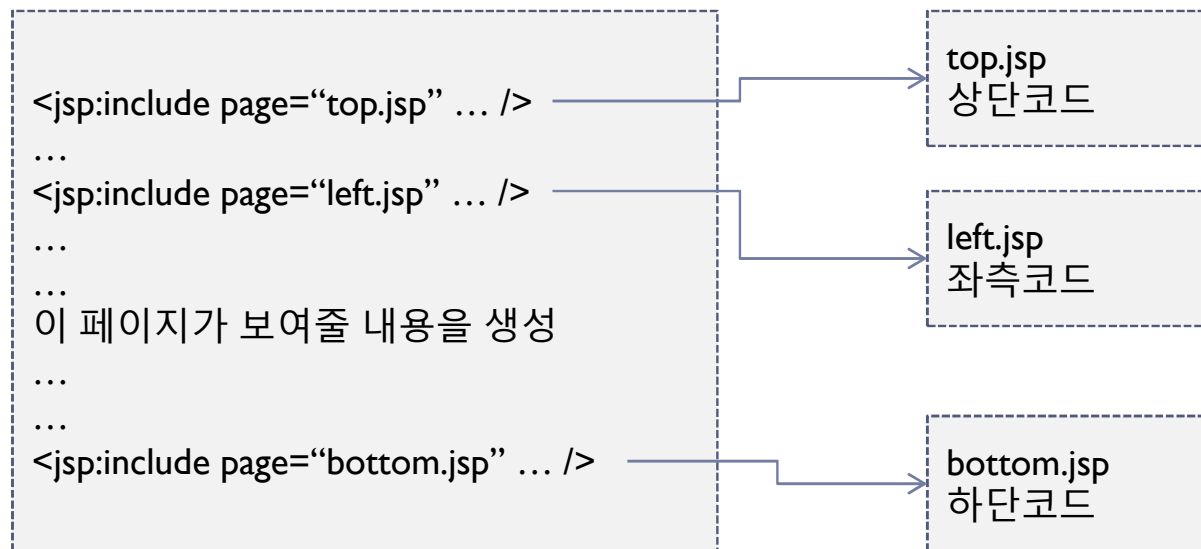 <jsp:include page=“top.jsp” … />
…
<jsp:include page=“left.jsp” … />
…
…
이 페이지가 보여줄 내용을 생성
…
…
<jsp:include page=“bottom.jsp” … />
top.jsp
상단코드
left.jsp
좌측코드
bottom.jsp
하단코드